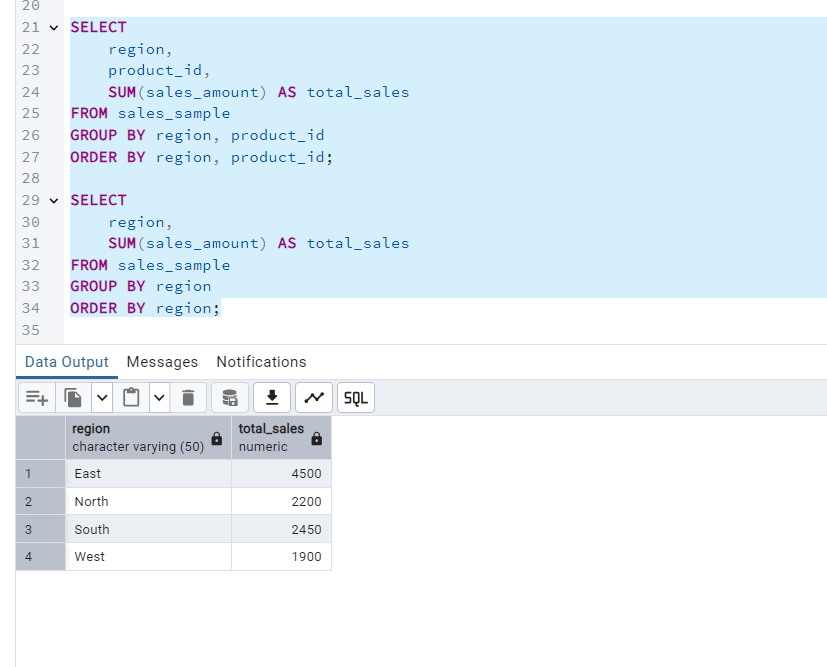 20
21 SELECT
22 region,
23 product_id,
24 SUM(sales_amount) AS total_sales
25 FROM sales_sample
26 GROUP BY region, product_id
27 ORDER BY region, product_id;
28
29 SELECT
30 region,
31 SUM(sales_amount) AS total_sales
32 FROM sales_sample
33 GROUP BY region
34 ORDER BY region;
35
Data Output Messages Notifications
SQL
region total_sales
character varying (50) numeric
1 East 4500
2 North 2200
3 South 2450
4 West 1900